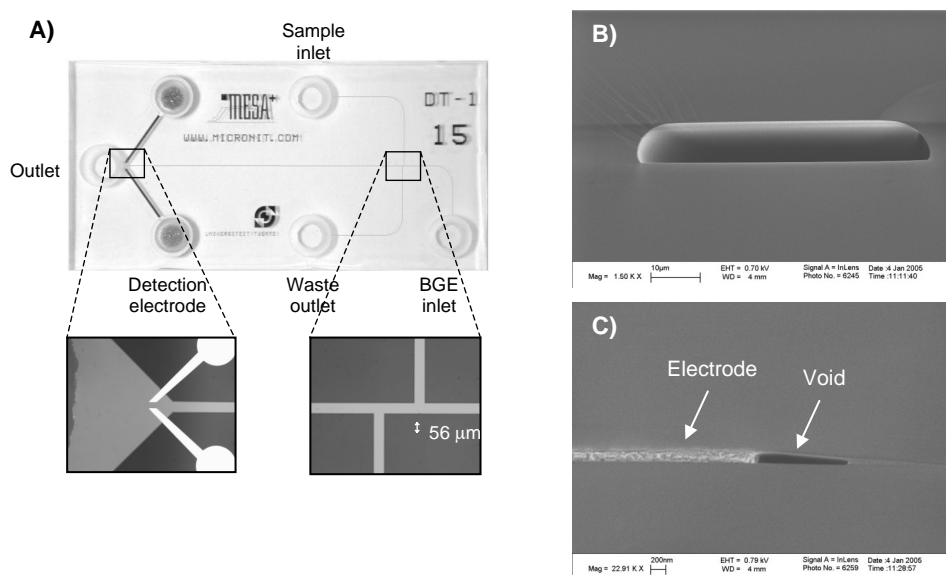 A)
Sample
inlet
MESA+
WWW.MICRONIT.COM
DT-1
15
Outlet
Detection
electrode
Waste
outlet
BGE
inlet
56 µm
B)
Mag = 1.50 K X
10µm
EHT = 0.70 kV
WD = 4 mm
Signal A = InLens
Photo No. = 6245
Date :4 Jan 2005
Time :11:11:40
C)
Electrode
Void
Mag = 22.91 K X
200nm
EHT = 0.79 kV
WD = 4 mm
Signal A = InLens
Photo No. = 6259
Date :4 Jan 2005
Time :11:28:57